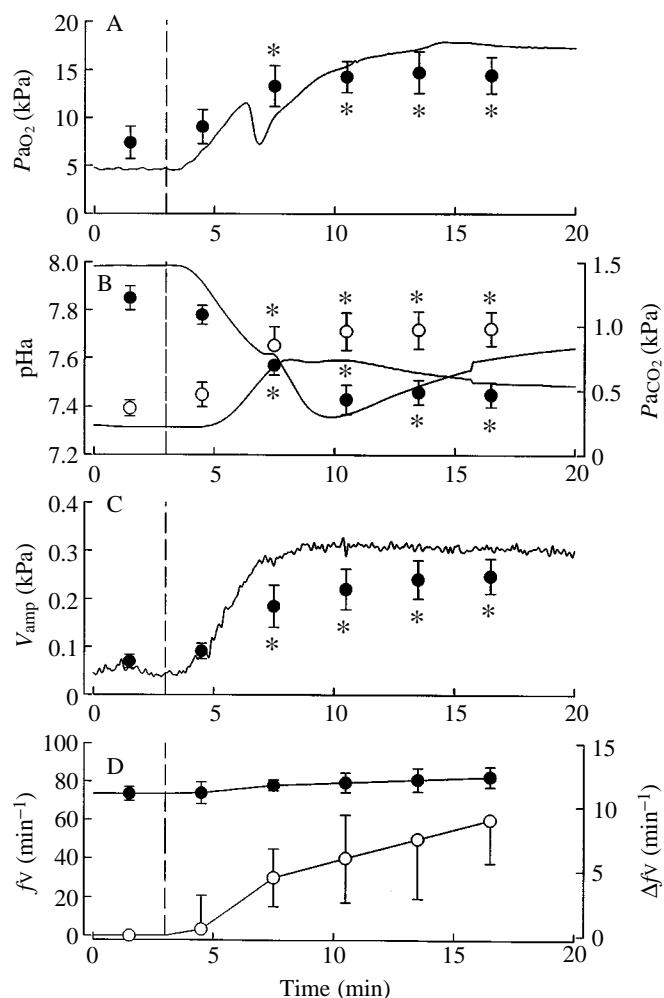 A
PaO2 (kPa)
20
15
10
5
0
*
* * *
0 5 10 15 20
B
pHa
8.0
7.8
7.6
7.4
7.2
PaCO2 (kPa)
1.5
1.0
0.5
0
* * * *
*
* * *
0 5 10 15 20
C
Vamp (kPa)
0.4
0.3
0.2
0.1
0
* * * *
0 5 10 15 20
D
fv (min−1)
100
80
60
40
20
0
Δfv (min−1)
15
10
5
0
0 5 10 15 20
Time (min)